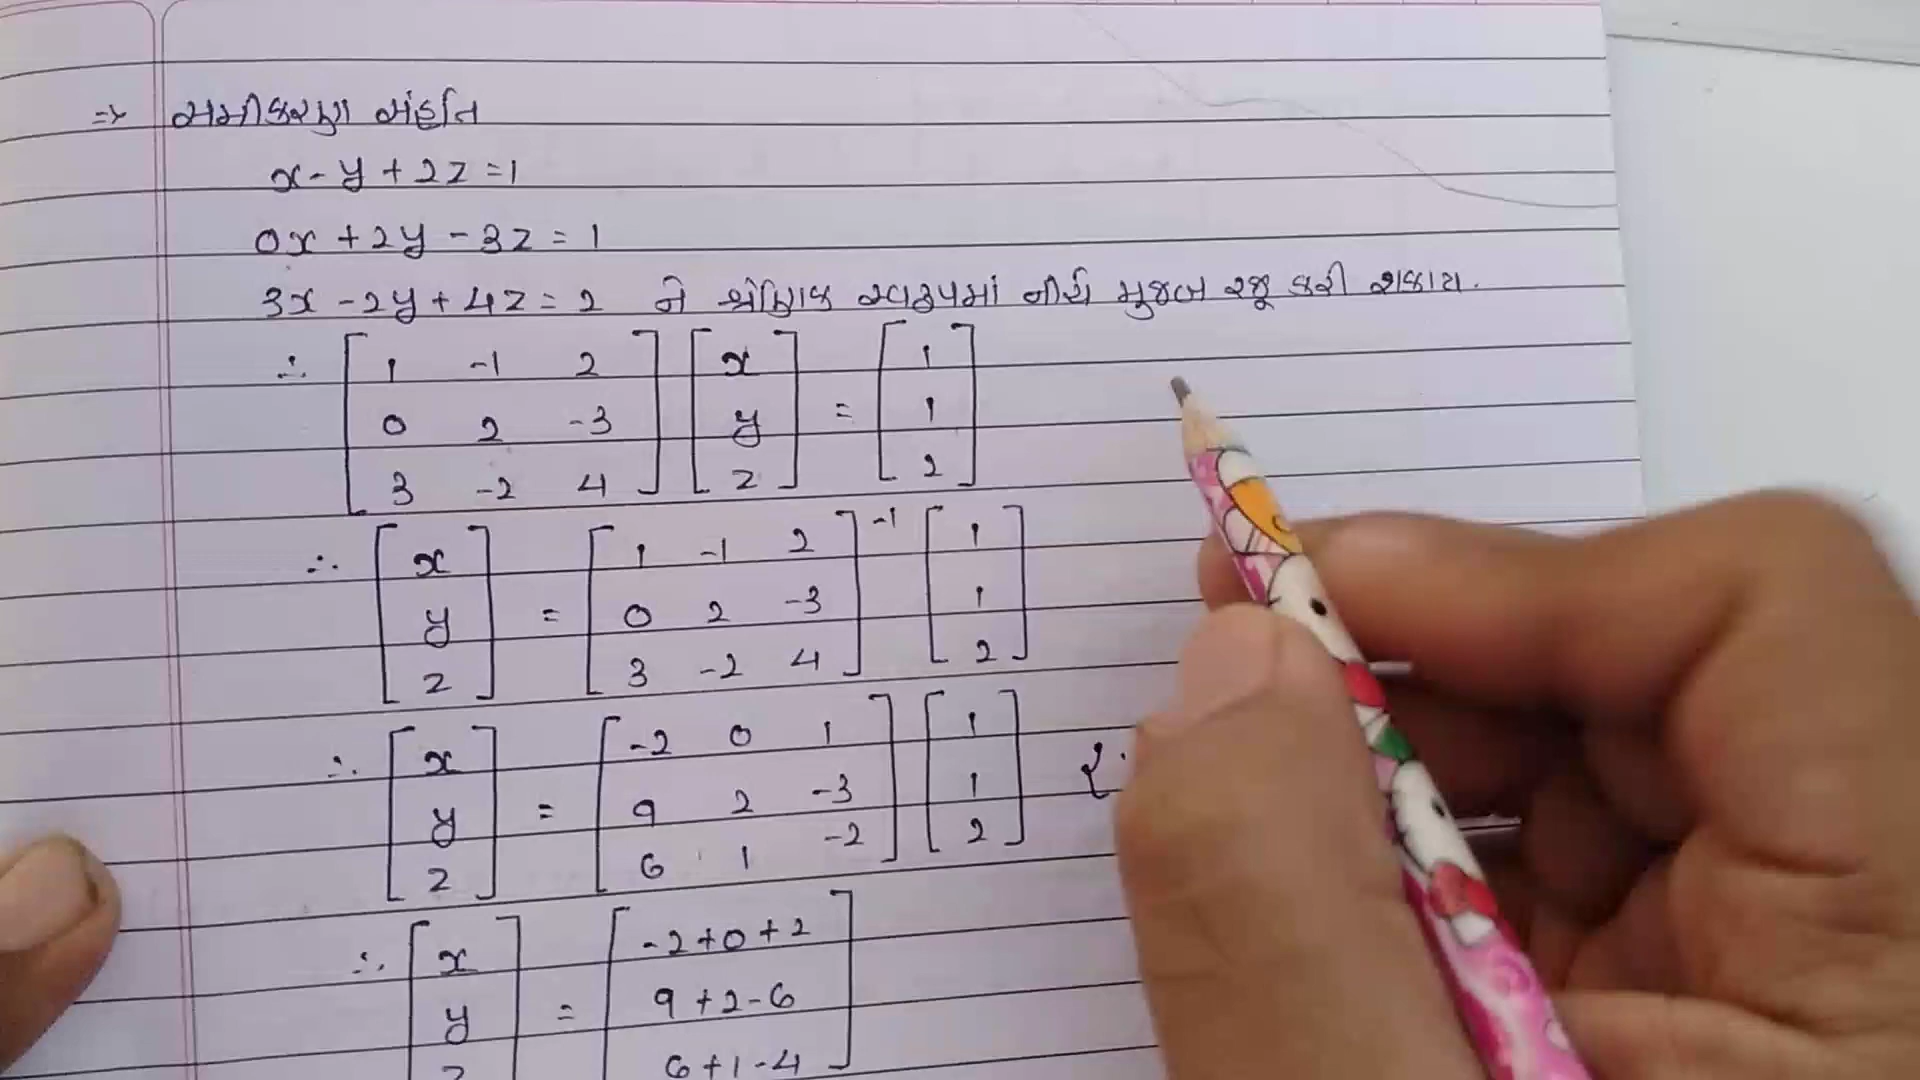 => સમીકરણ સંહતિ
x - y + 2z = 1
0x + 2y - 3z = 1
3x - 2y + 4z = 2 ને શ્રેણિક સ્વરૂપમાં નીચે મુજબ રજૂ કરી શકાય.
∴ [ 1 -1 2 ] [ x ] = [ 1 ]
[ 0 2 -3 ] [ y ] [ 1 ]
[ 3 -2 4 ] [ z ] [ 2 ]
∴ [ x ] = [ 1 -1 2 ]⁻¹ [ 1 ]
[ y ] [ 0 2 -3 ] [ 1 ]
[ z ] [ 3 -2 4 ] [ 2 ]
∴ [ x ] = [ -2 0 1 ] [ 1 ]
[ y ] [ 9 2 -3 ] [ 1 ]
[ z ] [ 6 1 -2 ] [ 2 ]
∴ [ x ] = [ -2+0+2 ]
[ y ] [ 9+2-6 ]
[ z ] [ 6+1-4 ]